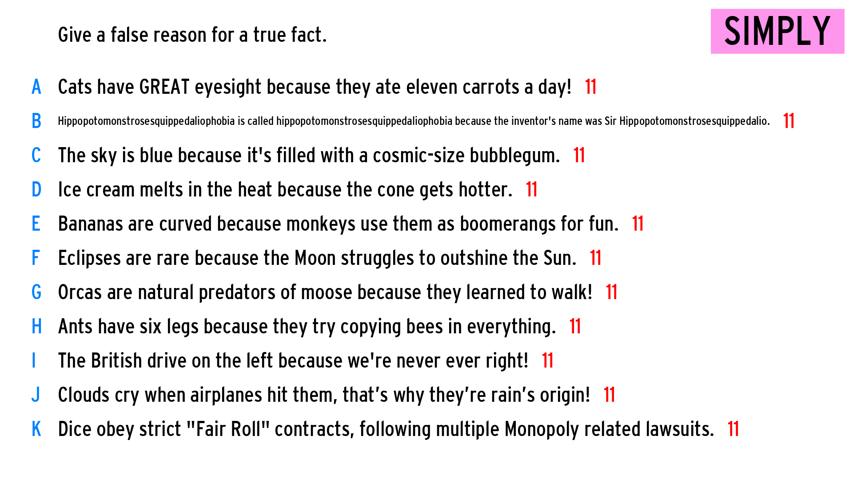 Give a false reason for a true fact.
SIMPLY
A Cats have GREAT eyesight because they ate eleven carrots a day! 11
B Hippopotomonstrosesquippedaliophobia is called hippopotomonstrosesquippedaliophobia because the inventor's name was Sir Hippopotomonstrosesquippedalio. 11
C The sky is blue because it's filled with a cosmic-size bubblegum. 11
D Ice cream melts in the heat because the cone gets hotter. 11
E Bananas are curved because monkeys use them as boomerangs for fun. 11
F Eclipses are rare because the Moon struggles to outshine the Sun. 11
G Orcas are natural predators of moose because they learned to walk! 11
H Ants have six legs because they try copying bees in everything. 11
I The British drive on the left because we're never ever right! 11
J Clouds cry when airplanes hit them, that’s why they’re rain’s origin! 11
K Dice obey strict "Fair Roll" contracts, following multiple Monopoly related lawsuits. 11